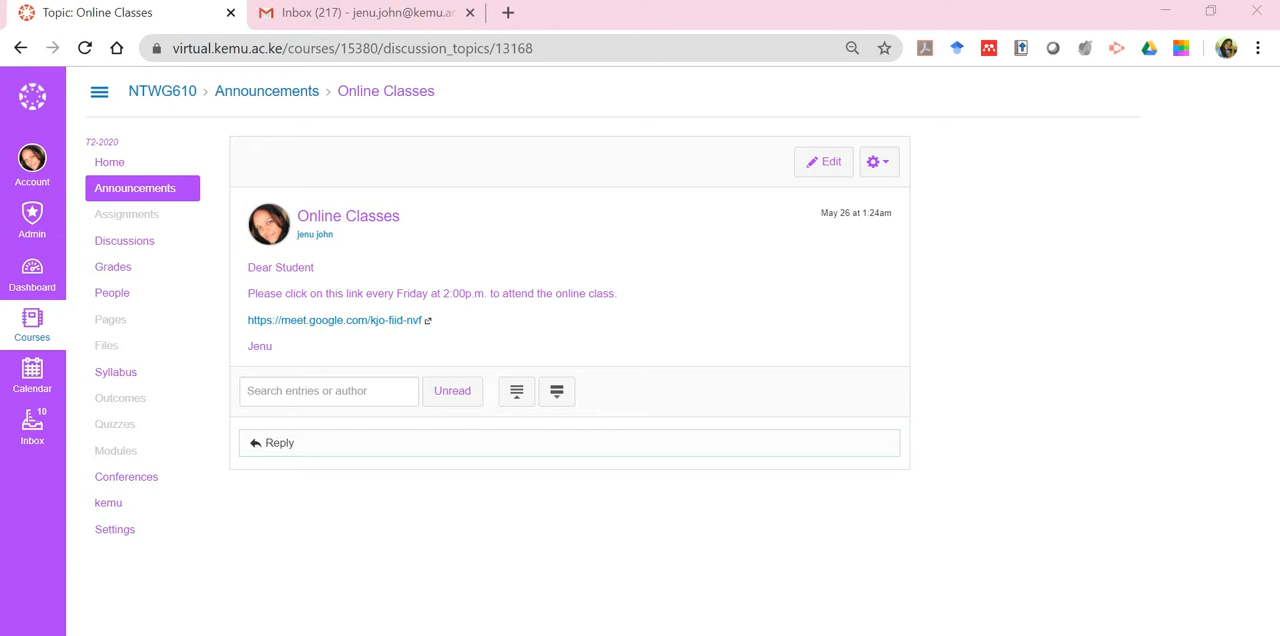 Topic: Online Classes
Inbox (217) - jenu.john@kemu.ac
virtual.kemu.ac.ke/courses/15380/discussion_topics/13168
NTWG610 › Announcements › Online Classes
Account
Admin
Dashboard
Courses
Calendar
10
Inbox
T2-2020
Home
Announcements
Assignments
Discussions
Grades
People
Pages
Files
Syllabus
Outcomes
Quizzes
Modules
Conferences
kemu
Settings
Edit
Online Classes
May 26 at 1:24am
jenu john
Dear Student
Please click on this link every Friday at 2:00p.m. to attend the online class.
https://meet.google.com/kjo-fiid-nvf
Jenu
Search entries or author
Unread
Reply